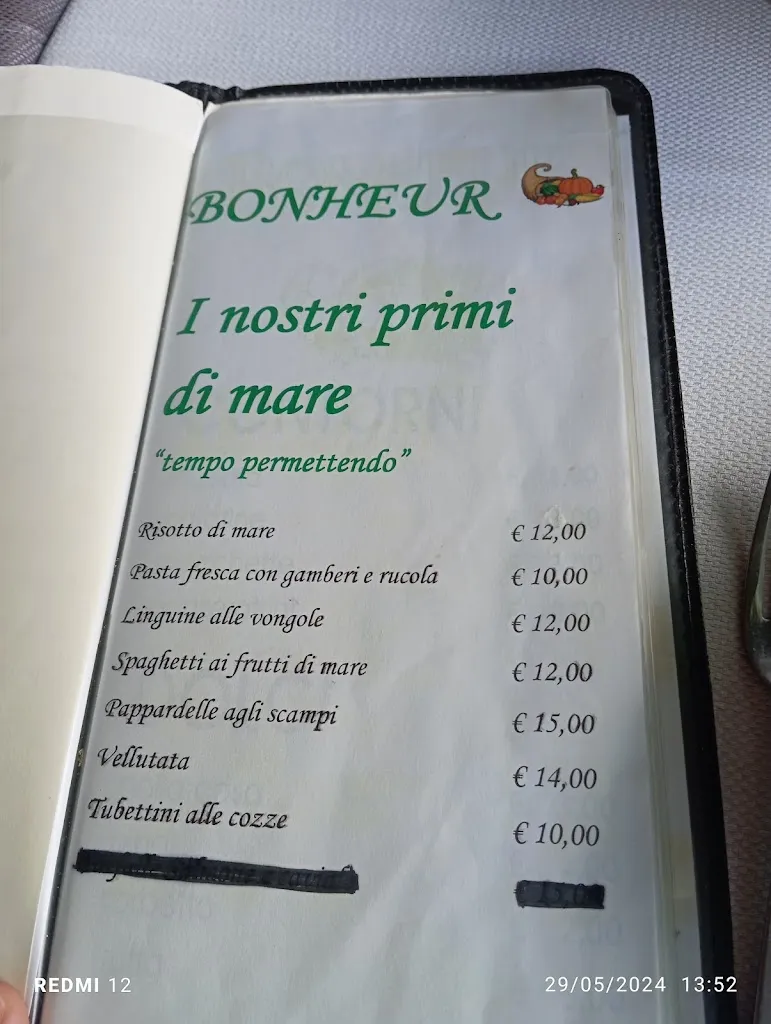 BONHEUR
I nostri primi
di mare
“tempo permettendo”
Risotto di mare € 12,00
Pasta fresca con gamberi e rucola € 10,00
Linguine alle vongole € 12,00
Spaghetti ai frutti di mare € 12,00
Pappardelle agli scampi € 15,00
Vellutata € 14,00
Tubettini alle cozze € 10,00
REDMI 12 29/05/2024 13:52